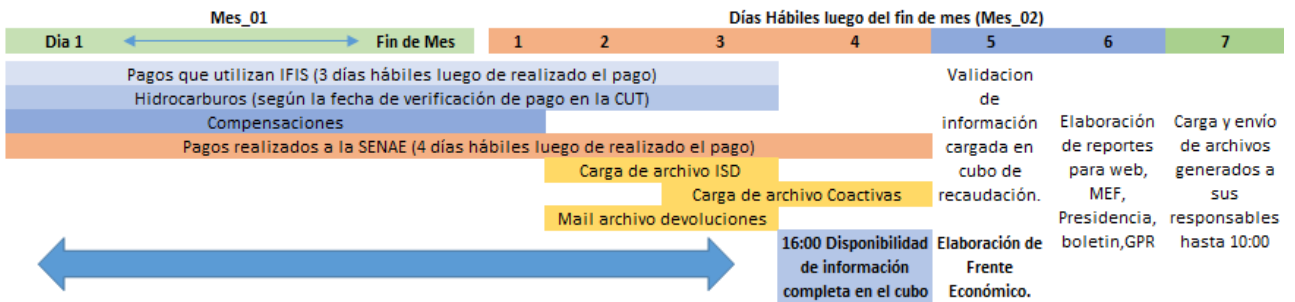 Mes_01
Días Hábiles luego del fin de mes (Mes_02)
Dia 1
Fin de Mes
1
2
3
4
5
6
7
Pagos que utilizan IFIS (3 días hábiles luego de realizado el pago)
Hidrocarburos (según la fecha de verificación de pago en la CUT)
Compensaciones
Pagos realizados a la SENAE (4 días hábiles luego de realizado el pago)
Carga de archivo ISD
Carga de archivo Coactivas
Mail archivo devoluciones
16:00 Disponibilidad
de información
completa en el cubo
Validacion
de
información
cargada en
cubo de
recaudación.
Elaboración de
Frente
Económico.
Elaboración
de reportes
para web,
MEF,
Presidencia,
boletin,GPR
Carga y envío
de archivos
generados a
sus
responsables
hasta 10:00